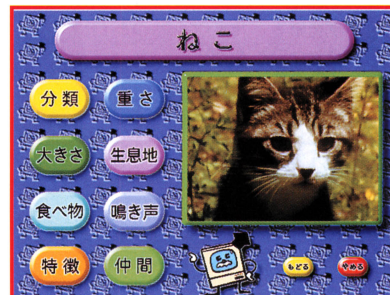 ねこ
分類
重さ
大きさ
生息地
食べ物
鳴き声
特徴
仲間
もどる
やめる